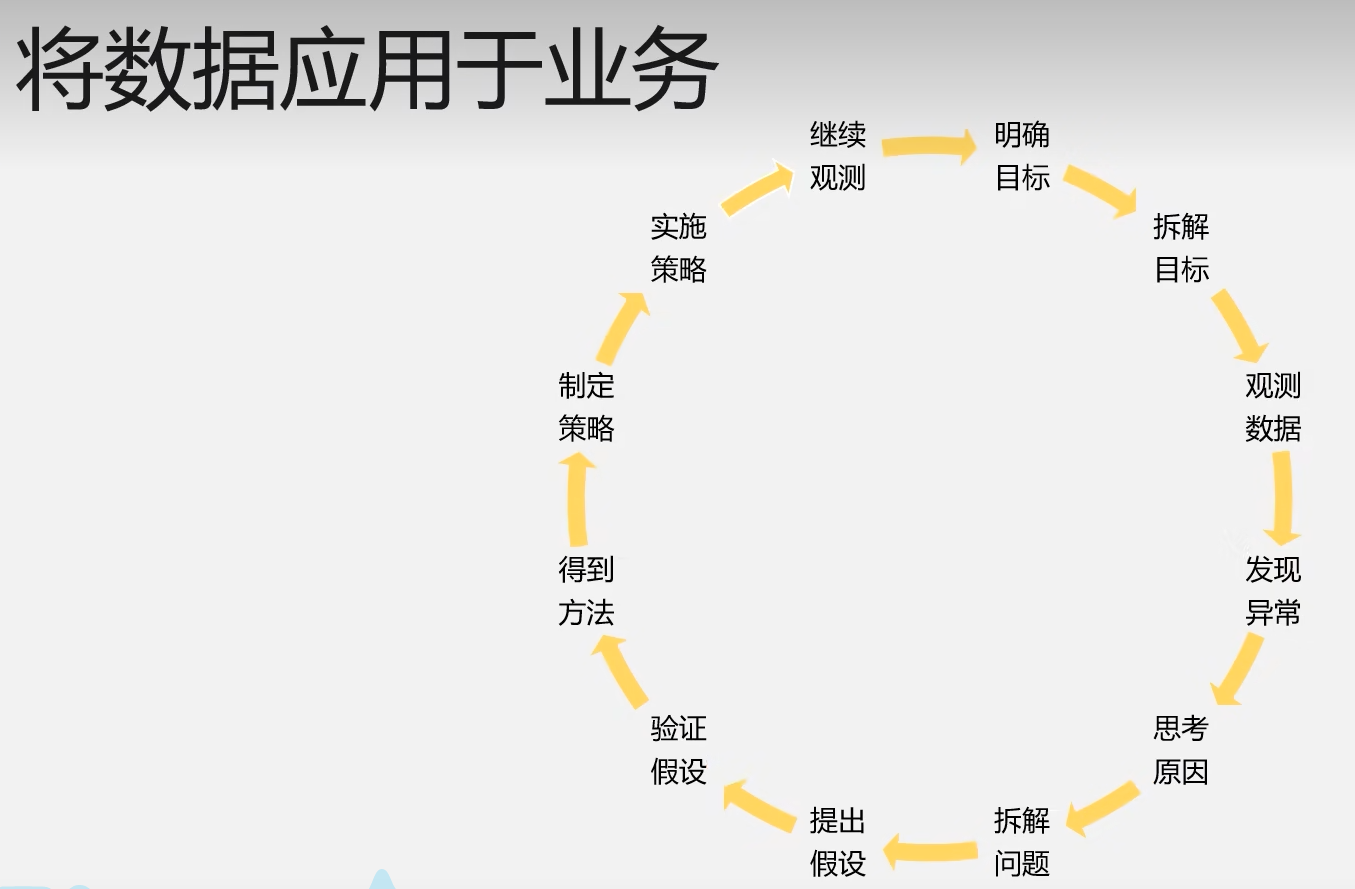 将数据应用于业务
继续
观测
明确
目标
拆解
目标
观测
数据
发现
异常
思考
原因
拆解
问题
提出
假设
验证
假设
得到
方法
制定
策略
实施
策略